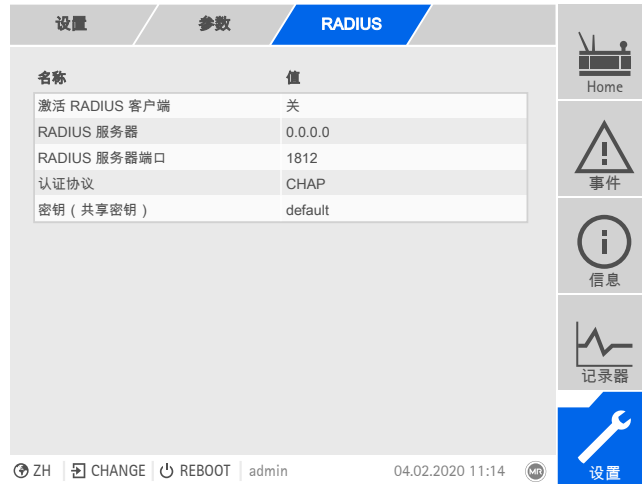 设置 参数 RADIUS
名称 值
激活 RADIUS 客户端 关
RADIUS 服务器 0.0.0.0
RADIUS 服务器端口 1812
认证协议 CHAP
密钥（共享密钥） default
Home
事件
信息
记录器
设置
ZH CHANGE REBOOT admin 04.02.2020 11:14 MR